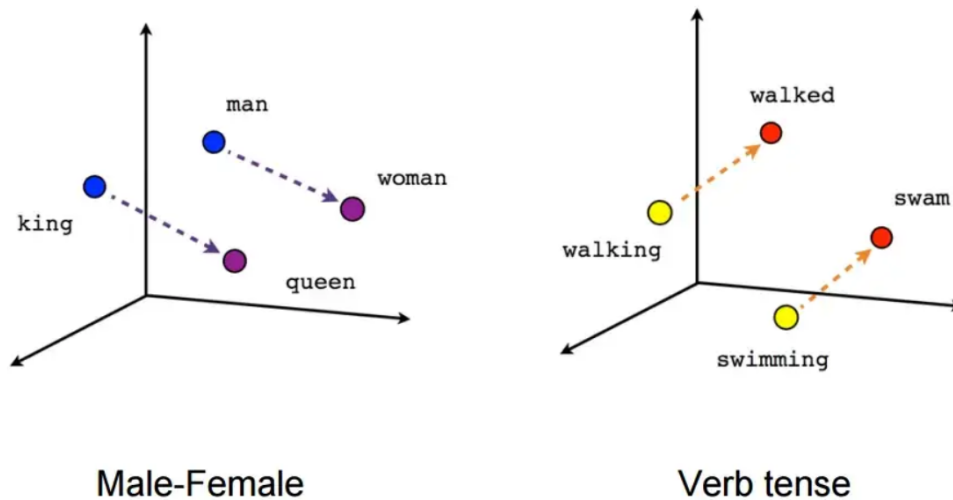 man
woman
king
queen
Male-Female
walked
swam
walking
swimming
Verb tense